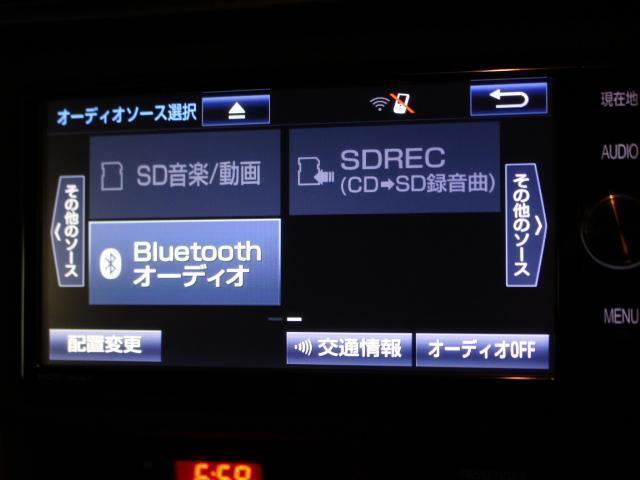 オーディオソース選択
現在地
SD音楽/動画
SDREC
(CD➡SD録音曲)
AUDIO
その他のソース
Bluetooth
オーディオ
その他のソース
配置変更
交通情報
オーディオOFF
MENU
5:58